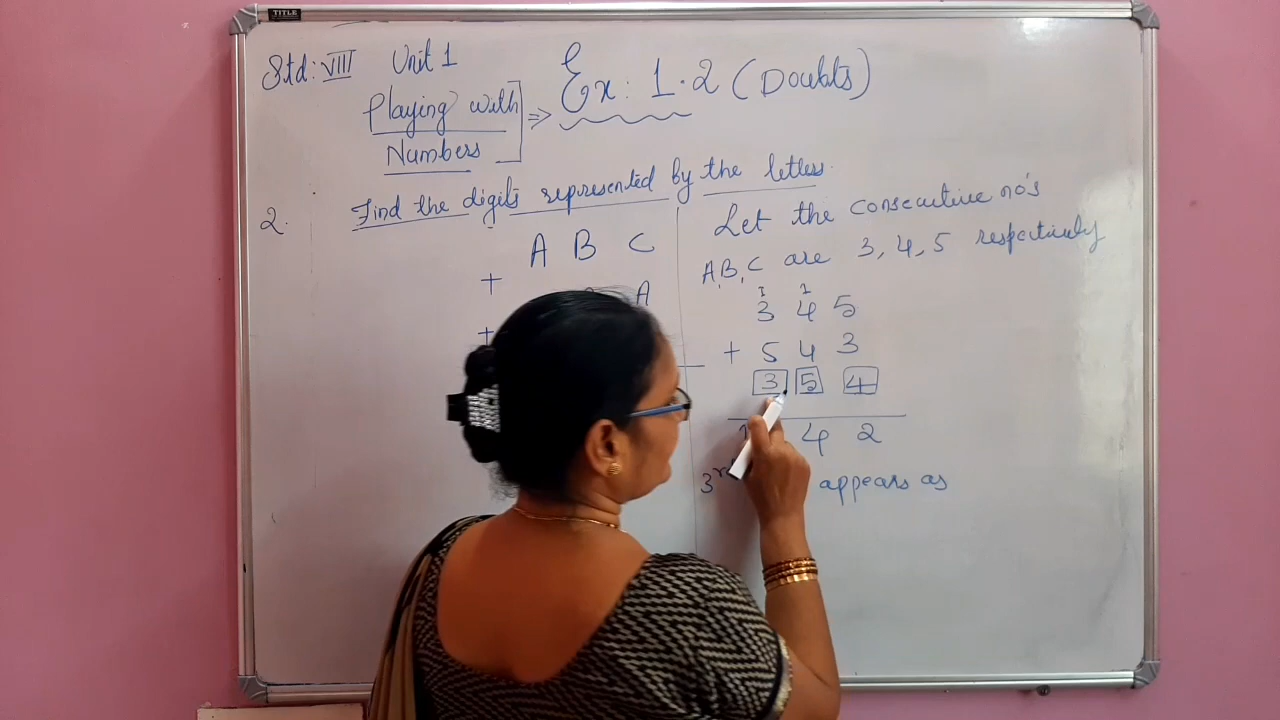 TITLE
Std: VIII Unit 1
Playing with
Numbers
⇒ Ex: 1.2 (Doubts)
2. Find the digits represented by the letters.
A B C
+ A
+
Let the consecutive no's
A, B, C are 3, 4, 5 respectively
1 1
3 4 5
+ 5 4 3
3 5 4
1 4 2
3rd appears as